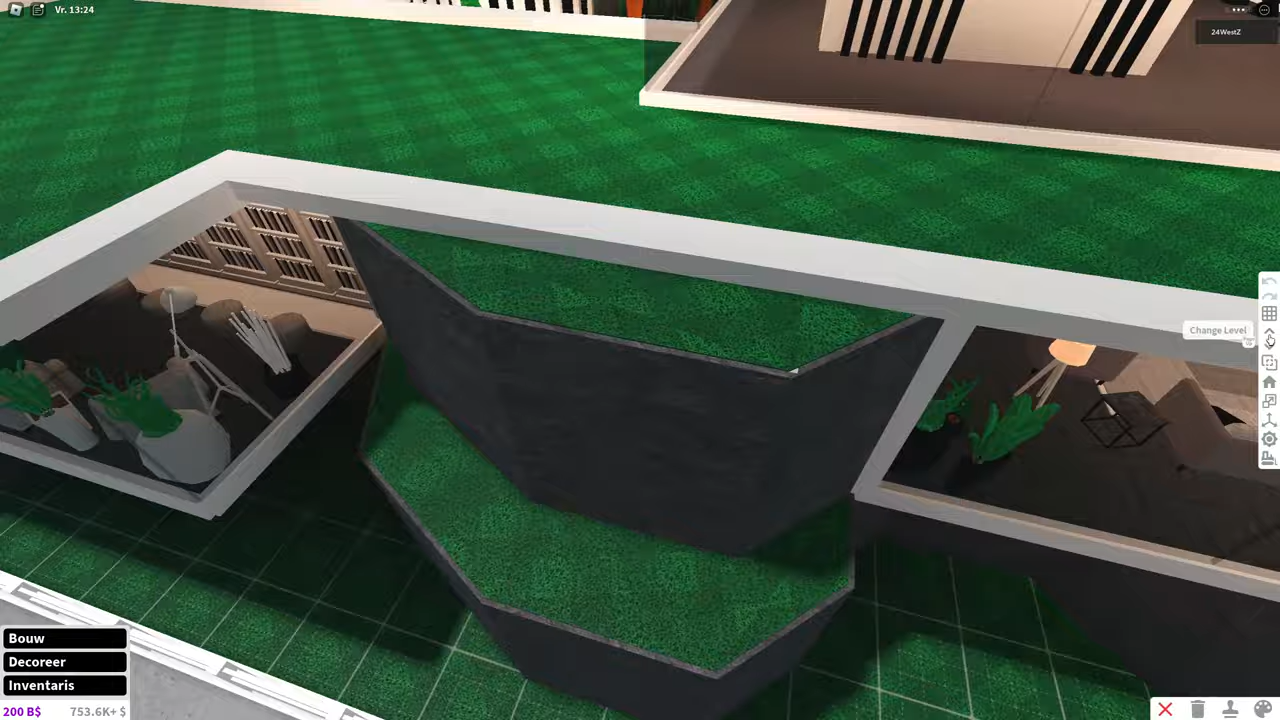 Vr. 13:24
24WestZ
Change Level
Bouw
Decoreer
Inventaris
200 B$ 753.6K+ $